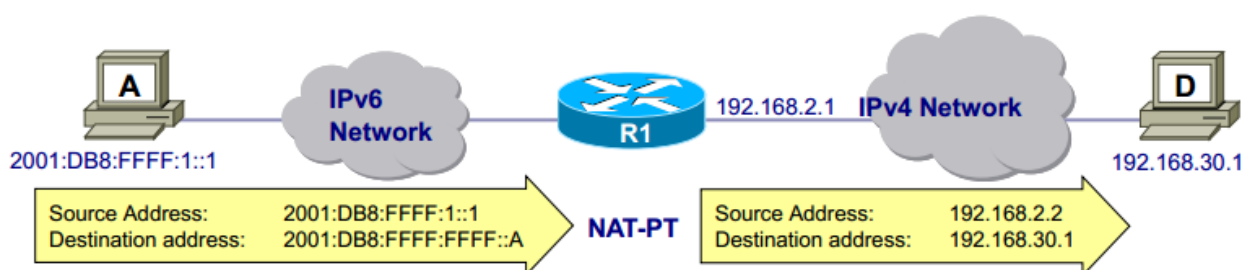 A
IPv6
Network
R1
192.168.2.1
IPv4 Network
D
2001:DB8:FFFF:1::1
192.168.30.1
Source Address: 2001:DB8:FFFF:1::1
Destination address: 2001:DB8:FFFF:FFFF::A
NAT-PT
Source Address: 192.168.2.2
Destination address: 192.168.30.1